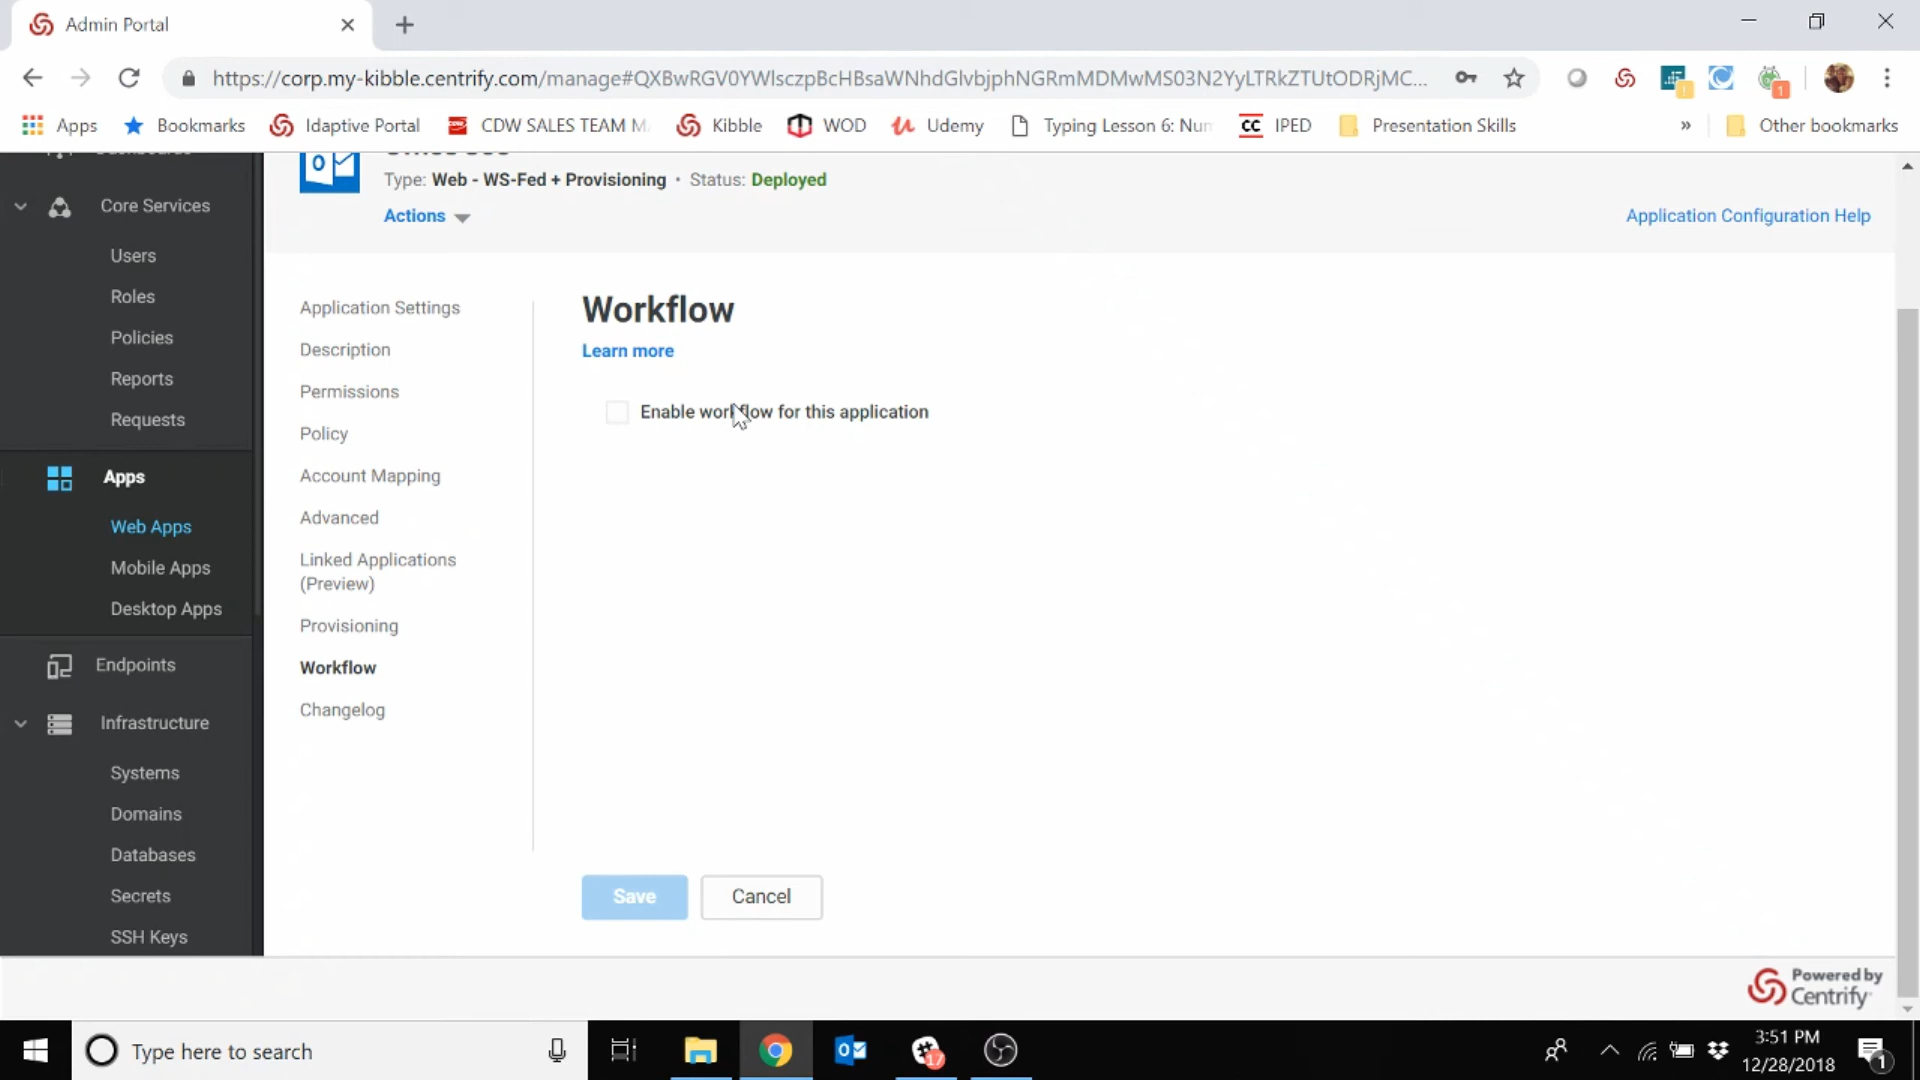 Admin Portal
https://corp.my-kibble.centrify.com/manage#QXBwRGV0YWlsczpBcHBsaWNhdGlvbjphNGRmMDMwMS03N2YyLTRkZTUtODRjMC...
Apps
Bookmarks
Idaptive Portal
CDW SALES TEAM M
Kibble
WOD
Udemy
Typing Lesson 6: Num
CC IPED
Presentation Skills
»
Other bookmarks
Type: Web - WS-Fed + Provisioning • Status: Deployed
Actions
Application Configuration Help
Core Services
Users
Roles
Policies
Reports
Requests
Apps
Web Apps
Mobile Apps
Desktop Apps
Endpoints
Infrastructure
Systems
Domains
Databases
Secrets
SSH Keys
Application Settings
Description
Permissions
Policy
Account Mapping
Advanced
Linked Applications
(Preview)
Provisioning
Workflow
Changelog
Workflow
Learn more
Enable workflow for this application
Save
Cancel
Powered by
Centrify
Type here to search
17
3:51 PM
12/28/2018
1